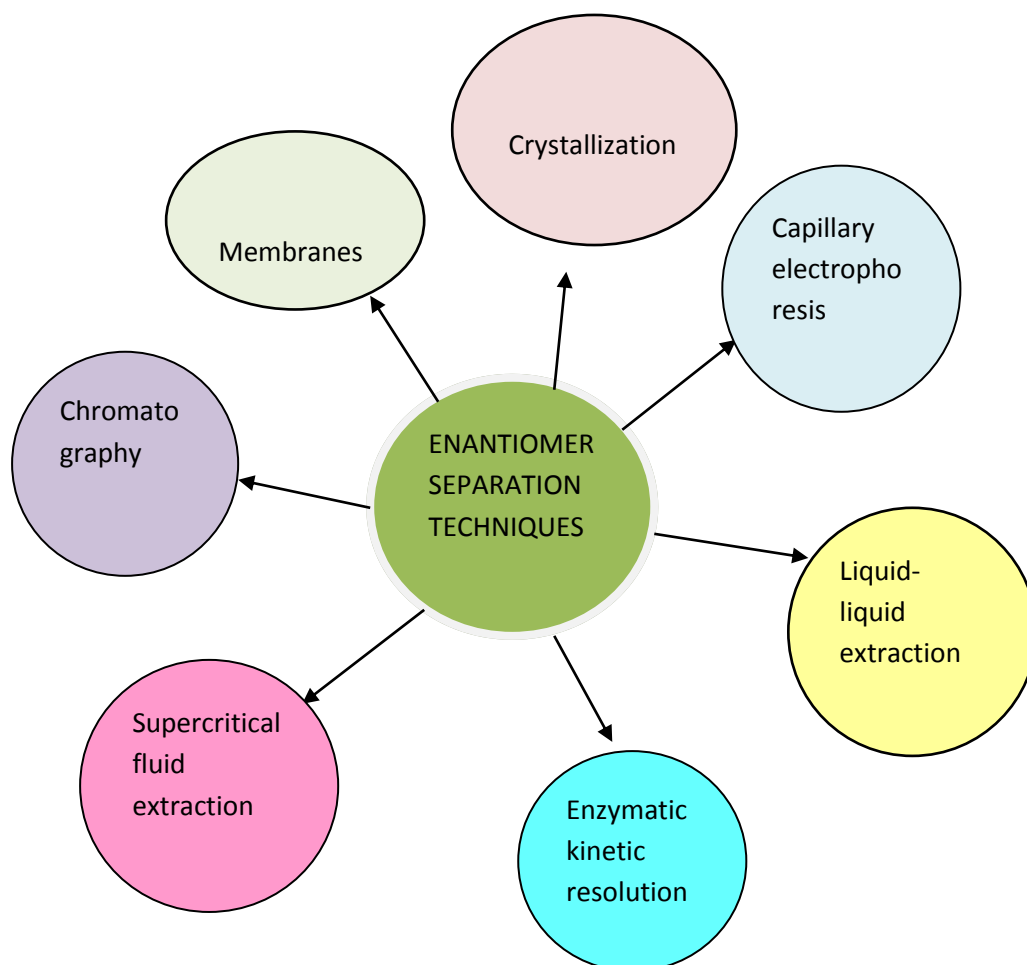 Crystallization
Membranes
Capillary
electropho
resis
Chromato
graphy
ENANTIOMER
SEPARATION
TECHNIQUES
Liquid-
liquid
extraction
Supercritical
fluid
extraction
Enzymatic
kinetic
resolution